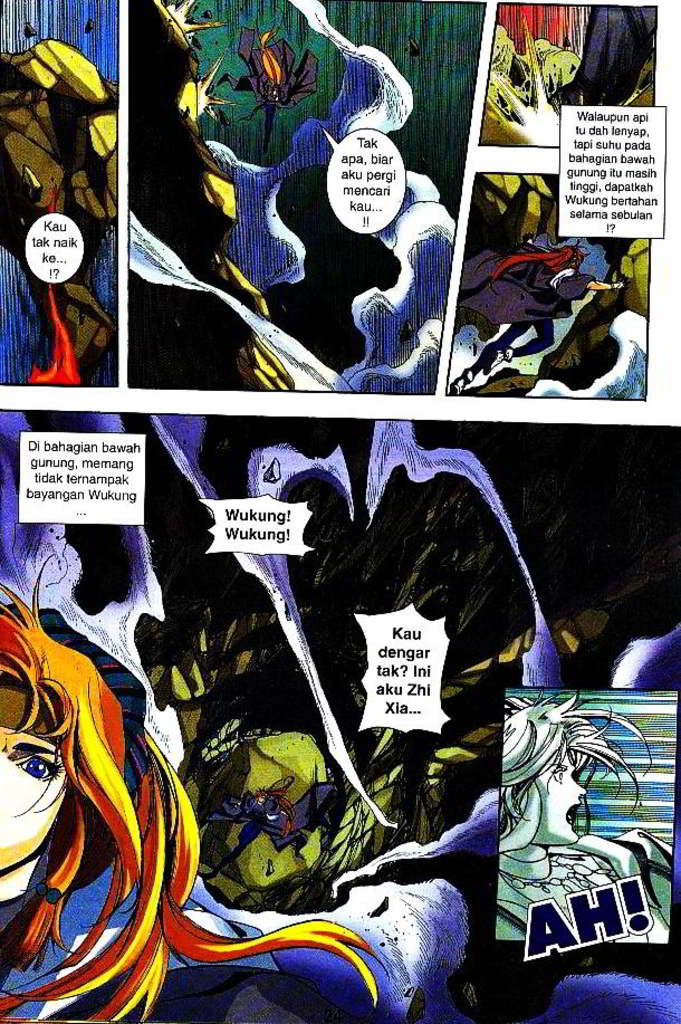 Kau
tak naik
ke...
!?
Tak
apa, biar
aku pergi
mencari
kau...
!!
Walaupun api
tu dah lenyap,
tapi suhu pada
bahagian bawah
gunung itu masih
tinggi, dapatkah
Wukung bertahan
selama sebulan
!?
Di bahagian bawah
gunung, memang
tidak ternampak
bayangan Wukung
...
Wukung!
Wukung!
Kau
dengar
tak? Ini
aku Zhi
Xia...
AH!